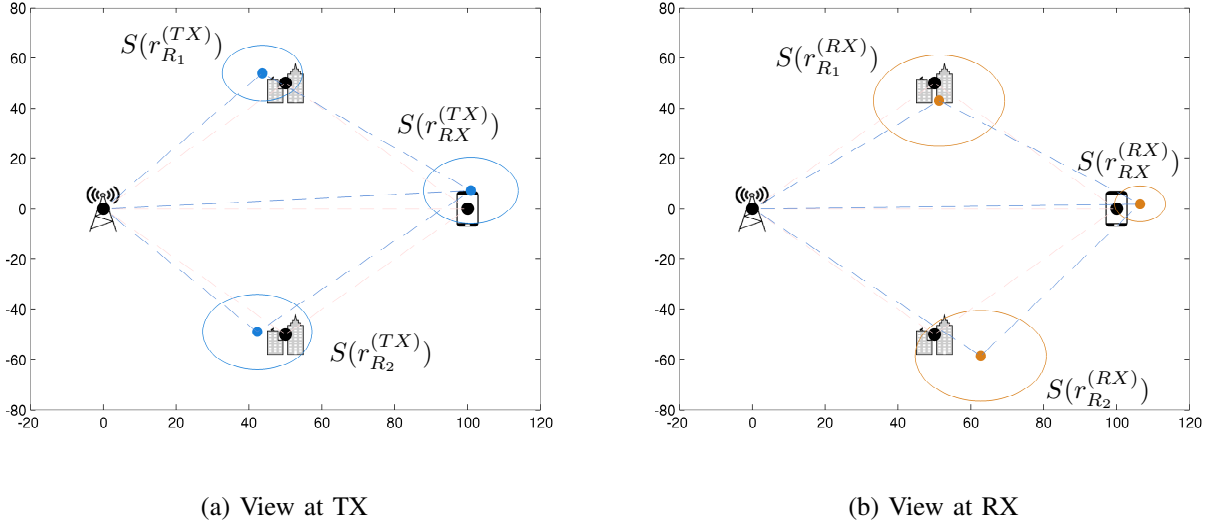 80
60
40
20
0
-20
-40
-60
-80
-20 0 20 40 60 80 100 120
$S(r_{R_1}^{(TX)})$
$S(r_{RX}^{(TX)})$
$S(r_{R_2}^{(TX)})$
(a) View at TX
80
60
40
20
0
-20
-40
-60
-80
-20 0 20 40 60 80 100 120
$S(r_{R_1}^{(RX)})$
$S(r_{RX}^{(RX)})$
$S(r_{R_2}^{(RX)})$
(b) View at RX